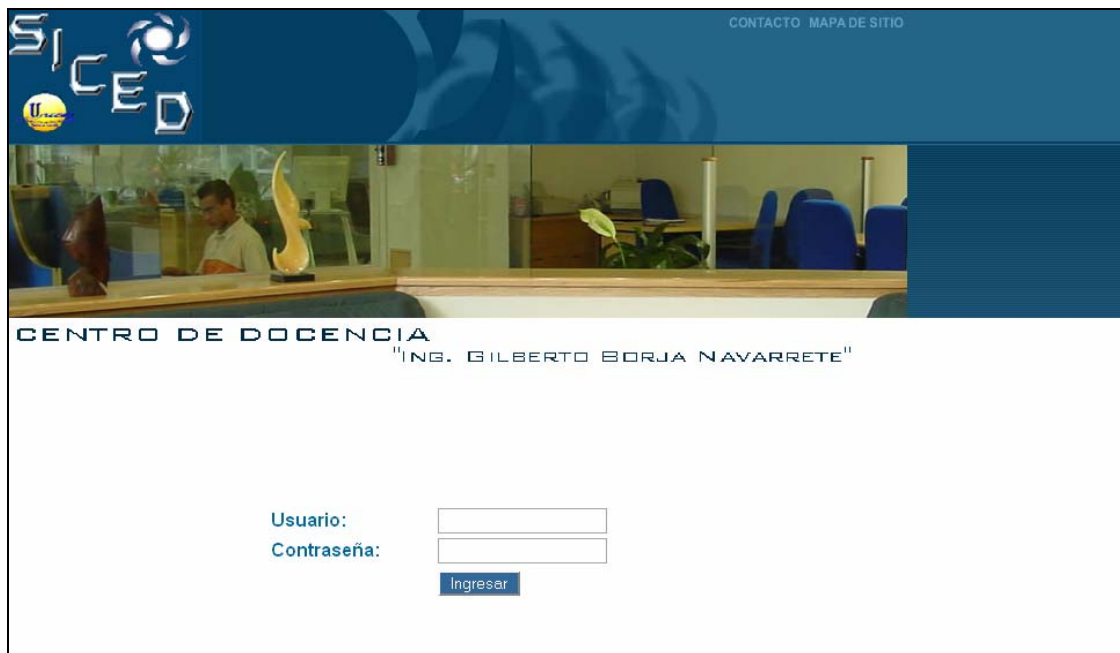 SICED
CONTACTO MAPA DE SITIO
CENTRO DE DOCENCIA
"ING. GILBERTO BORJA NAVARRETE"
Usuario:
Contraseña:
Ingresar